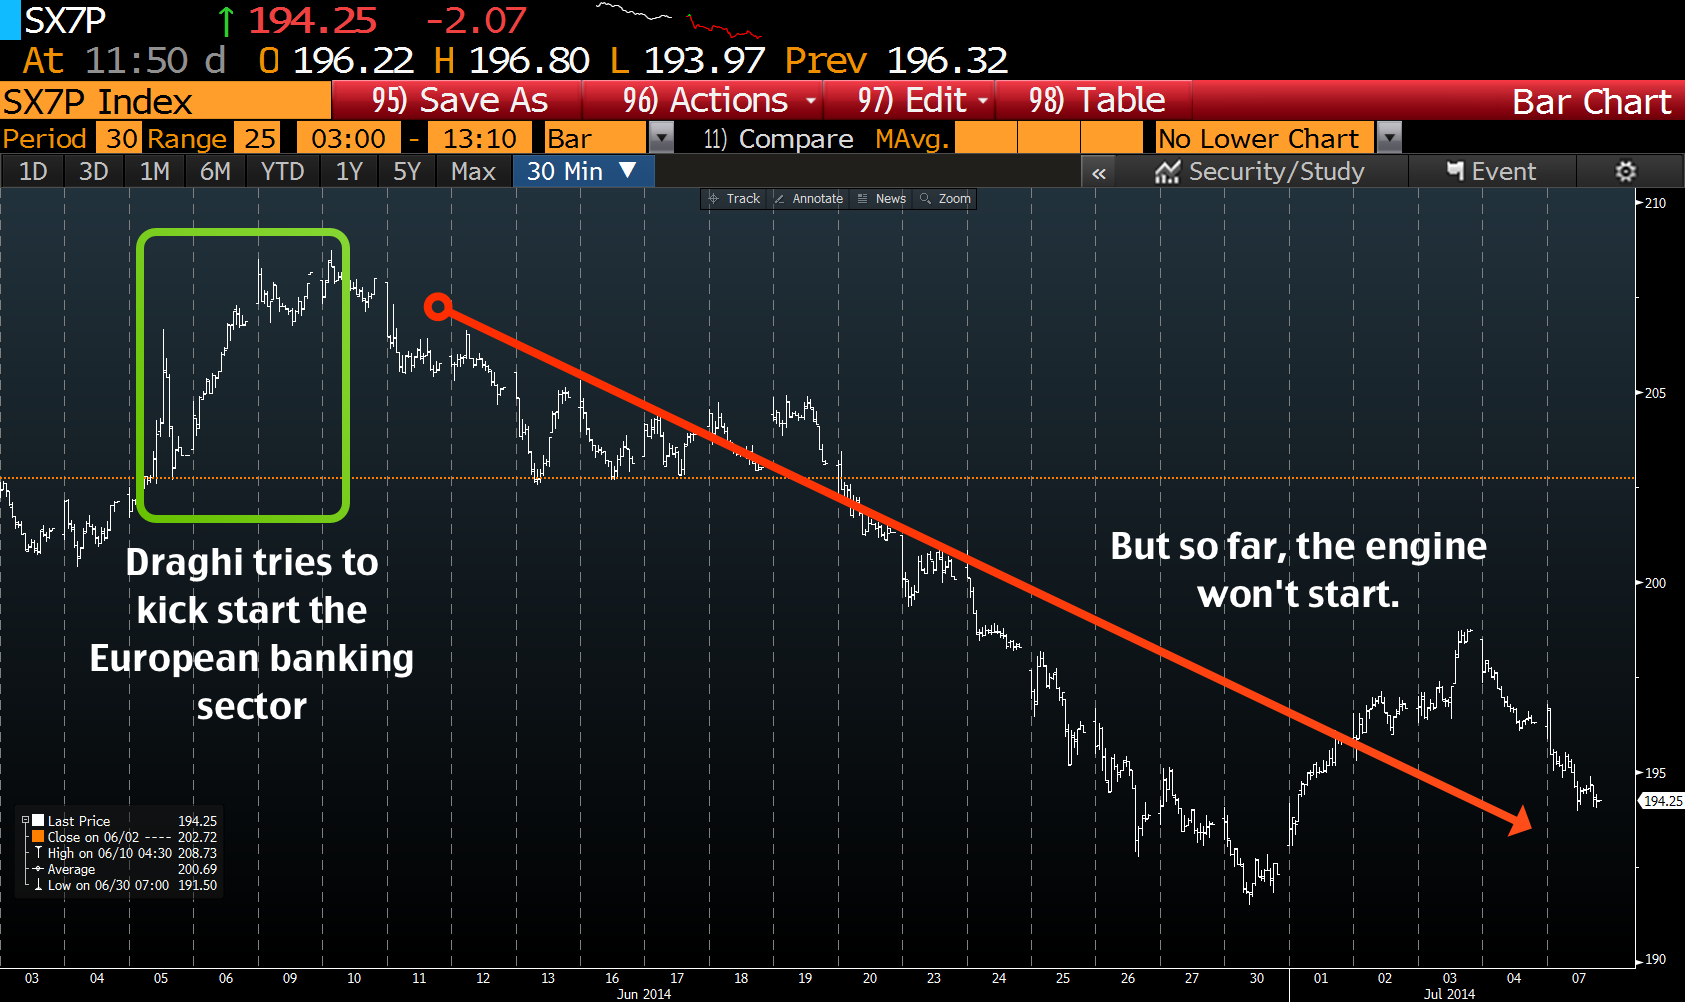 SX7P ↑ 194.25 -2.07
At 11:50 d O 196.22 H 196.80 L 193.97 Prev 196.32
SX7P Index 95) Save As 96) Actions 97) Edit 98) Table Bar Chart
Period 30 Range 25 03:00 - 13:10 Bar 11) Compare MAvg. No Lower Chart
1D 3D 1M 6M YTD 1Y 5Y Max 30 Min ▼ « Security/Study Event
Track Annotate News Zoom
210
205
200
195
194.25
190
Draghi tries to
kick start the
European banking
sector
But so far, the engine
won't start.
Last Price 194.25
Close on 06/02 ---- 202.72
High on 06/10 04:30 208.73
Average 200.69
Low on 06/30 07:00 191.50
03 04 05 06 09 10 11 12 13 16 17 18 19 20 23 24 25 26 27 30 01 02 03 04 07
Jun 2014 Jul 2014